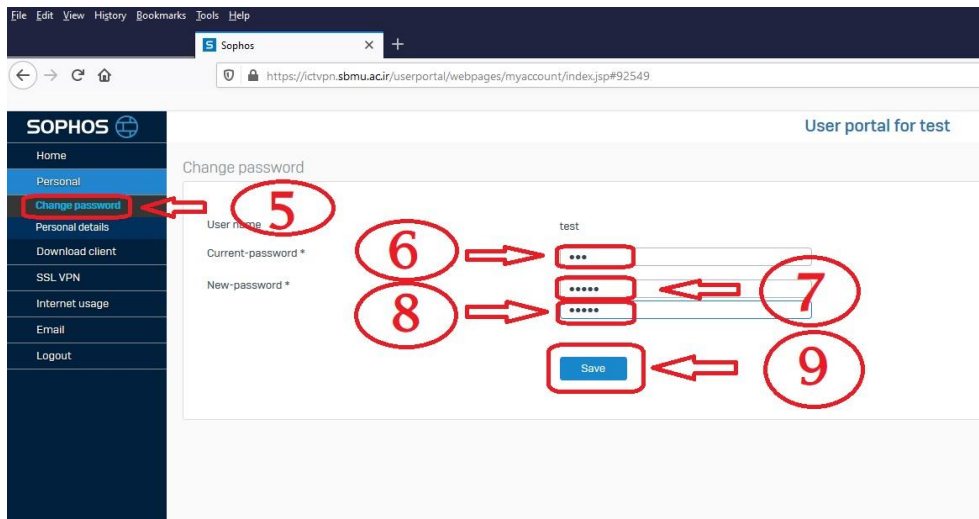 File Edit View History Bookmarks Tools Help
Sophos
https://ictvpn.sbmu.ac.ir/userportal/webpages/myaccount/index.jsp#92549
SOPHOS
User portal for test
Home
Personal
Change password
Personal details
Download client
SSL VPN
Internet usage
Email
Logout
Change password
5
User name test
6
Current-password *
New-password *
7
8
Save
9